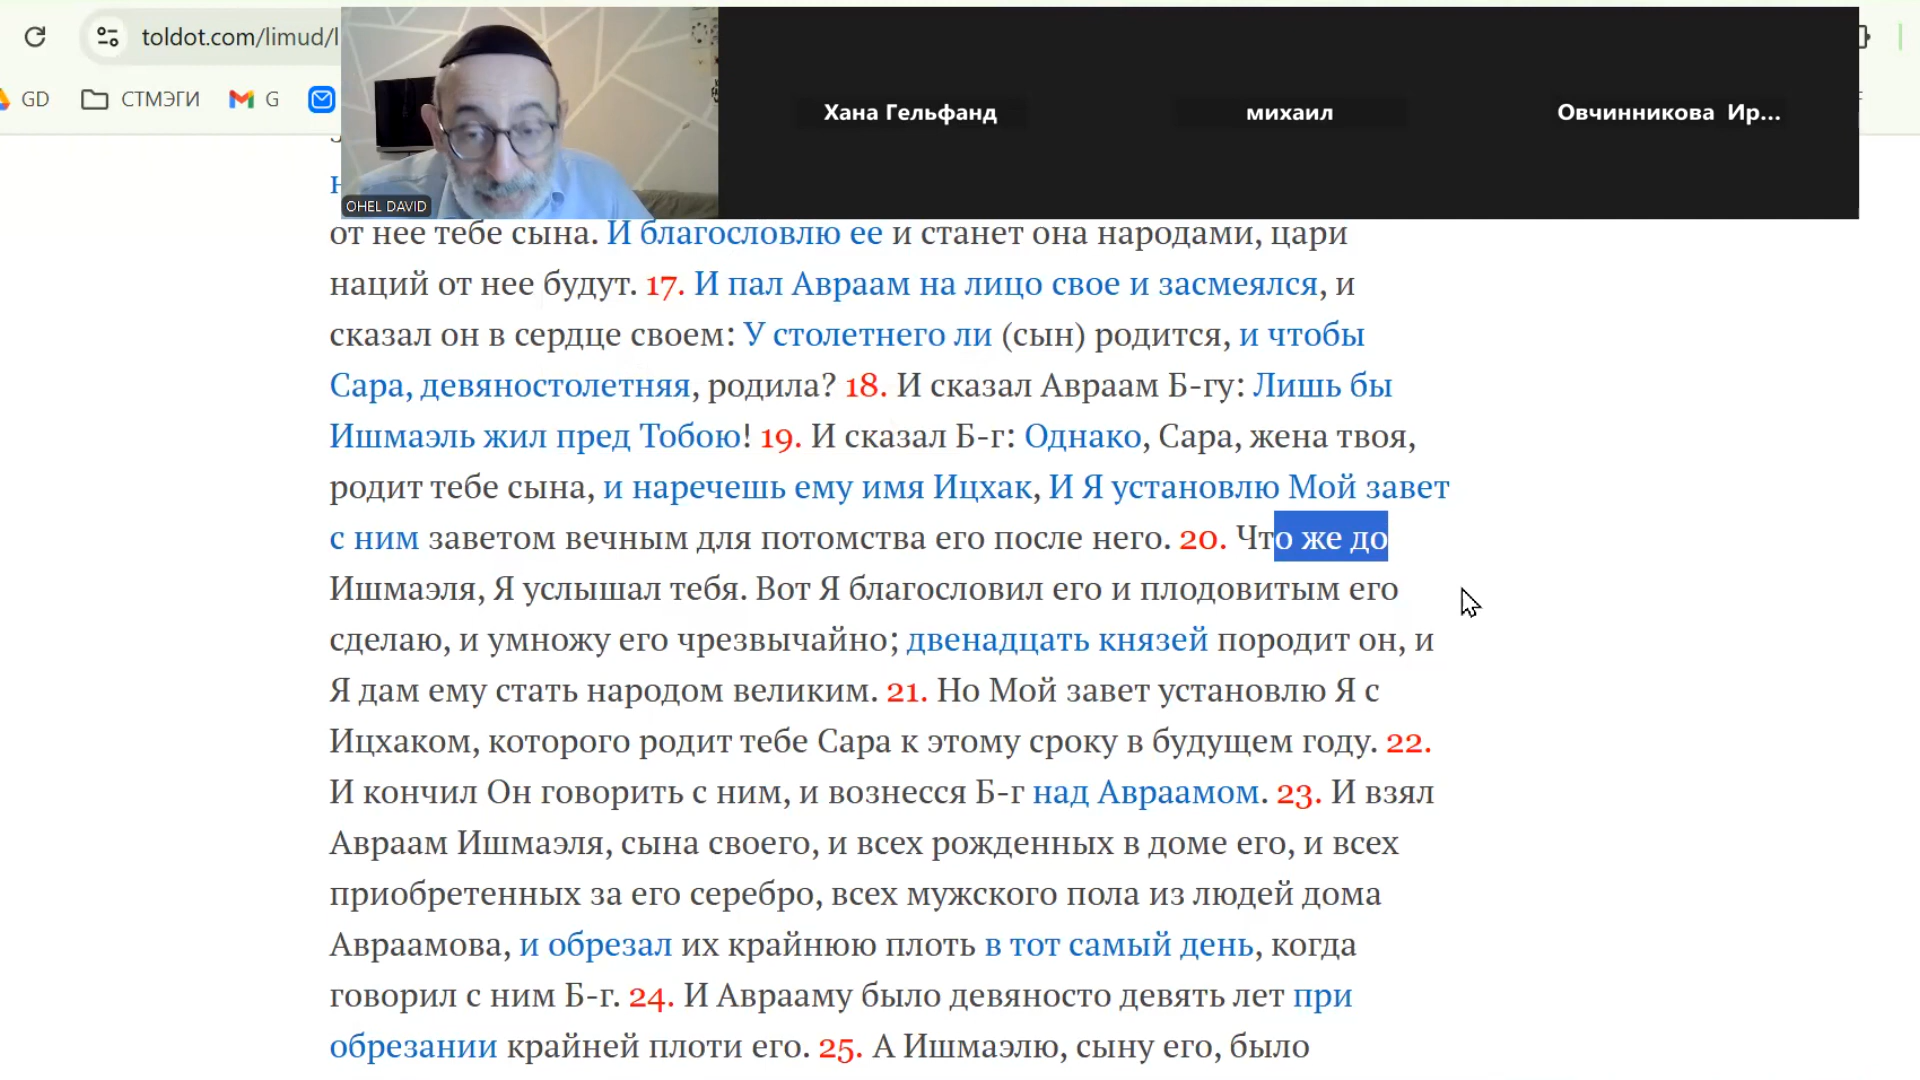 toldot.com/limud/l
GD
СТМЭГИ
G
Хана Гельфанд
михаил
Овчинникова Ир...
OHEL DAVID
от нее тебе сына. И благословлю ее и станет она народами, цари
наций от нее будут. 17. И пал Авраам на лицо свое и засмеялся, и
сказал он в сердце своем: У столетнего ли (сын) родится, и чтобы
Сара, девяностолетняя, родила? 18. И сказал Авраам Б-гу: Лишь бы
Ишмаэль жил пред Тобою! 19. И сказал Б-г: Однако, Сара, жена твоя,
родит тебе сына, и наречешь ему имя Ицхак, И Я установлю Мой завет
с ним заветом вечным для потомства его после него. 20. Что же до
Ишмаэля, Я услышал тебя. Вот Я благословил его и плодовитым его
сделаю, и умножу его чрезвычайно; двенадцать князей породит он, и
Я дам ему стать народом великим. 21. Но Мой завет установлю Я с
Ицхаком, которого родит тебе Сара к этому сроку в будущем году. 22.
И кончил Он говорить с ним, и вознесся Б-г над Авраамом. 23. И взял
Авраам Ишмаэля, сына своего, и всех рожденных в доме его, и всех
приобретенных за его серебро, всех мужского пола из людей дома
Авраамова, и обрезал их крайнюю плоть в тот самый день, когда
говорил с ним Б-г. 24. И Аврааму было девяносто девять лет при
обрезании крайней плоти его. 25. А Ишмаэлю, сыну его, было